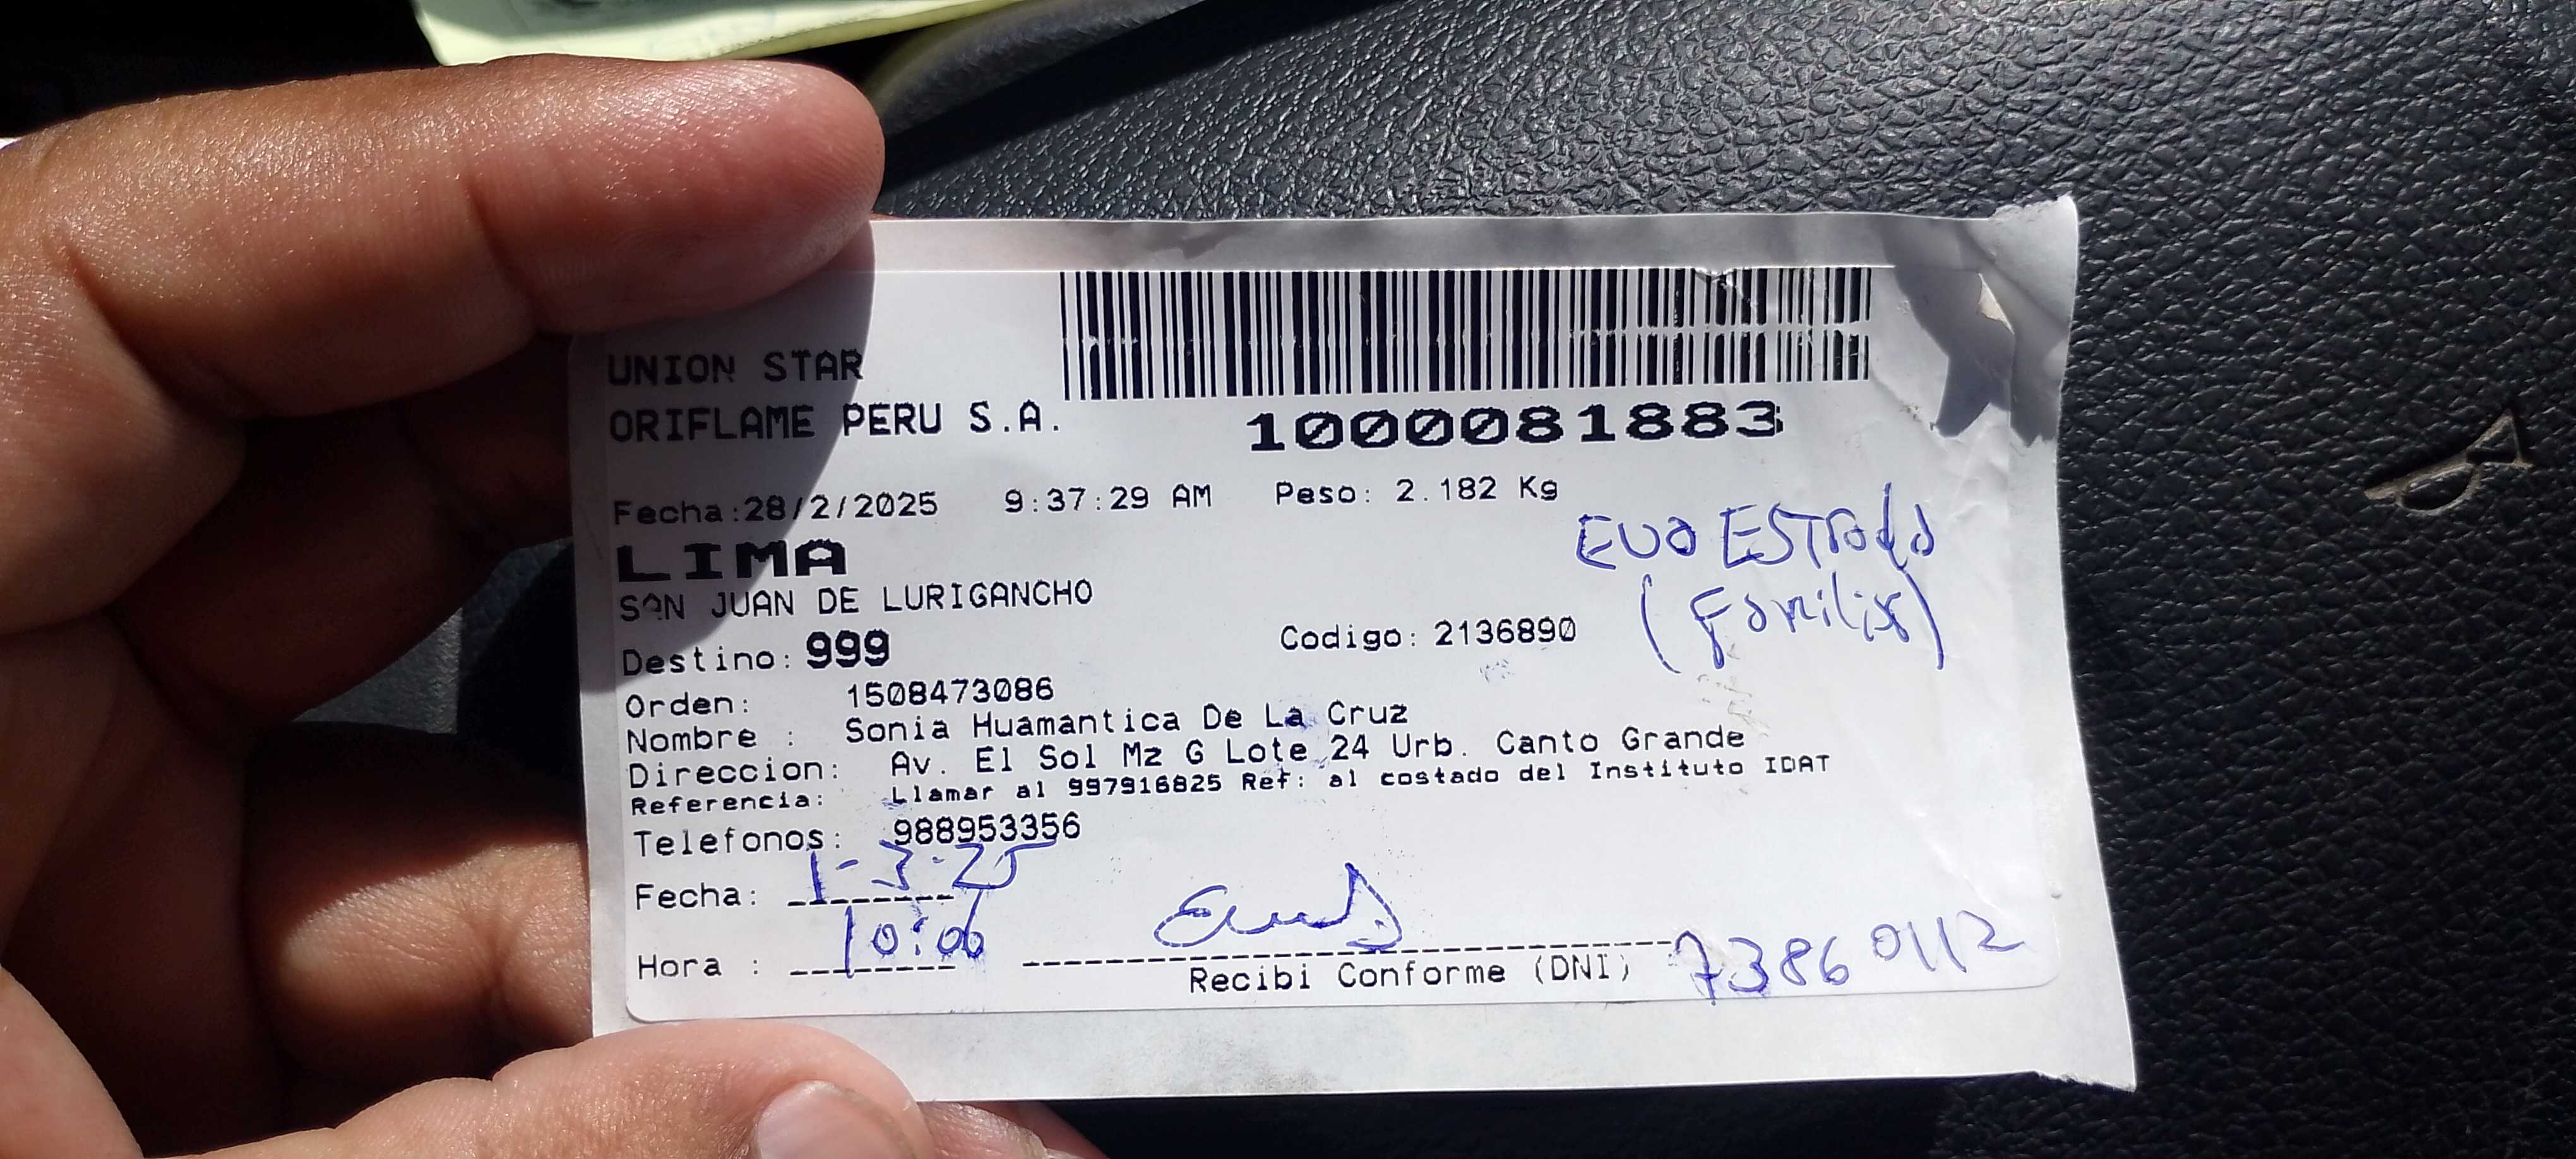 UNION STAR
ORIFLAME PERU S.A.
1000081883
Fecha:28/2/2025 9:37:29 AM Peso: 2.182 Kg
LIMA
EVA ESTRADA
SAN JUAN DE LURIGANCHO
(Familiar)
Destino: 999 Codigo: 2136890
Orden: 1508473086
Nombre : Sonia Huamantica De La Cruz
Direccion: Av. El Sol Mz G Lote 24 Urb. Canto Grande
Referencia: Llamar al 997916825 Ref: al costado del Instituto IDAT
Telefonos: 988953356
Fecha: 1-3-25
Hora : 10:06
Recibi Conforme (DNI) 73860112